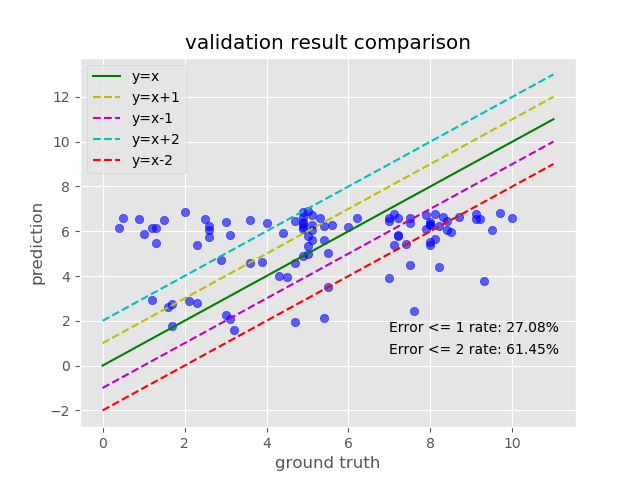 validation result comparison
y=x
y=x+1
y=x-1
y=x+2
y=x-2
12
10
8
6
4
2
0
−2
prediction
Error <= 1 rate: 27.08%
Error <= 2 rate: 61.45%
0 2 4 6 8 10
ground truth